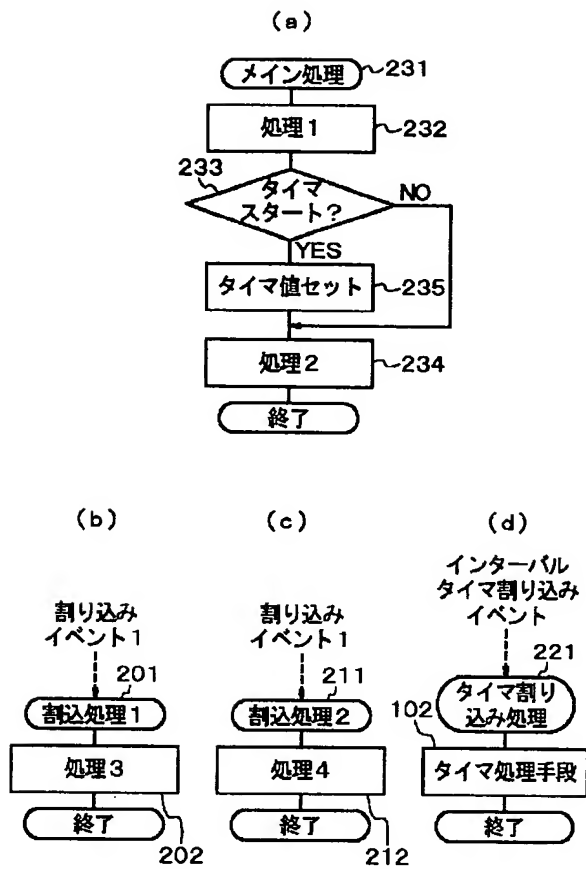 (a)
メイン処理
231
処理1
232
233
タイマ
スタート?
NO
YES
タイマ値セット
235
処理2
234
終了
(b)
割り込み
イベント1
201
割込処理1
処理3
終了
202
(c)
割り込み
イベント1
211
割込処理2
処理4
終了
212
(d)
インターバル
タイマ割り込み
イベント
221
タイマ割り
込み処理
102
タイマ処理手段
終了